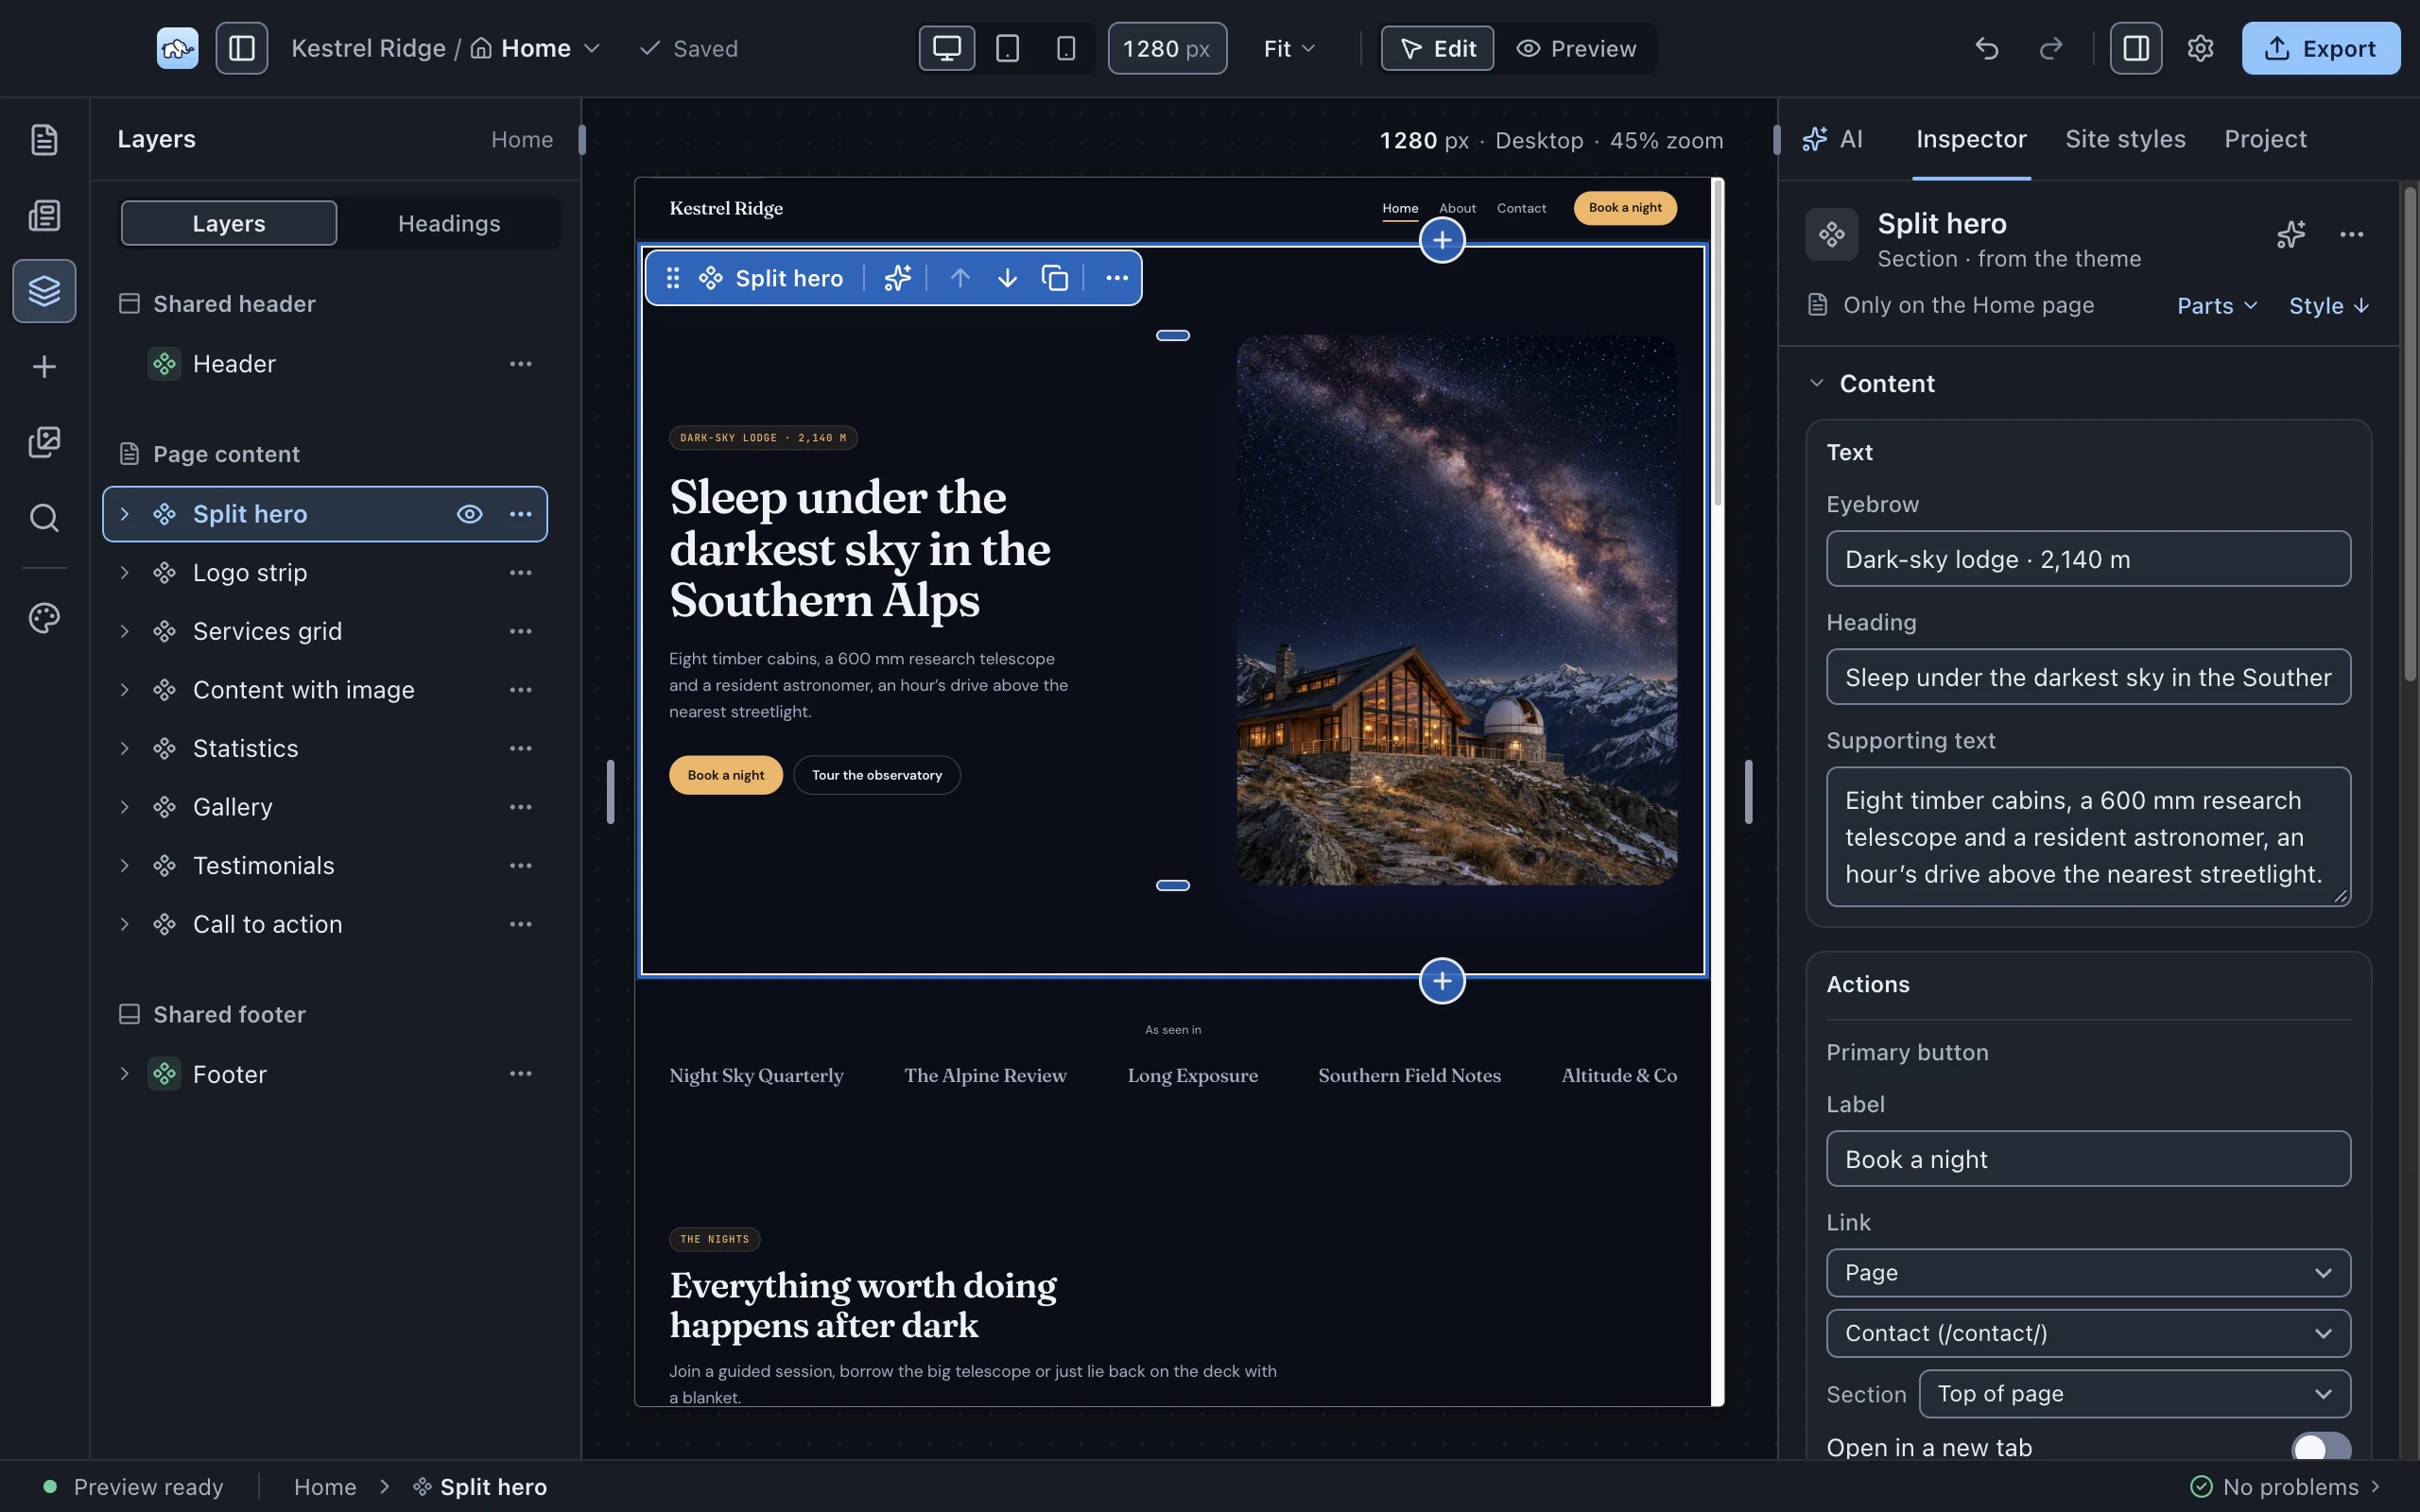 Kestrel Ridge / Home
Saved
1280 px
Fit
Edit
Preview
Export
Layers
Home
Layers
Headings
Shared header
Header
Page content
Split hero
Logo strip
Services grid
Content with image
Statistics
Gallery
Testimonials
Call to action
Shared footer
Footer
1280 px · Desktop · 45% zoom
Kestrel Ridge
Home
About
Contact
Book a night
Split hero
DARK-SKY LODGE · 2,140 M
Sleep under the
darkest sky in the
Southern Alps
Eight timber cabins, a 600 mm research telescope
and a resident astronomer, an hour’s drive above the
nearest streetlight.
Book a night
Tour the observatory
As seen in
Night Sky Quarterly
The Alpine Review
Long Exposure
Southern Field Notes
Altitude & Co
THE NIGHTS
Everything worth doing
happens after dark
Join a guided session, borrow the big telescope or just lie back on the deck with
a blanket.
AI
Inspector
Site styles
Project
Split hero
Section · from the theme
Only on the Home page
Parts
Style
Content
Text
Eyebrow
Dark-sky lodge · 2,140 m
Heading
Sleep under the darkest sky in the Souther
Supporting text
Eight timber cabins, a 600 mm research
telescope and a resident astronomer, an
hour’s drive above the nearest streetlight.
Actions
Primary button
Label
Book a night
Link
Page
Contact (/contact/)
Section
Top of page
Open in a new tab
Preview ready
Home
Split hero
No problems